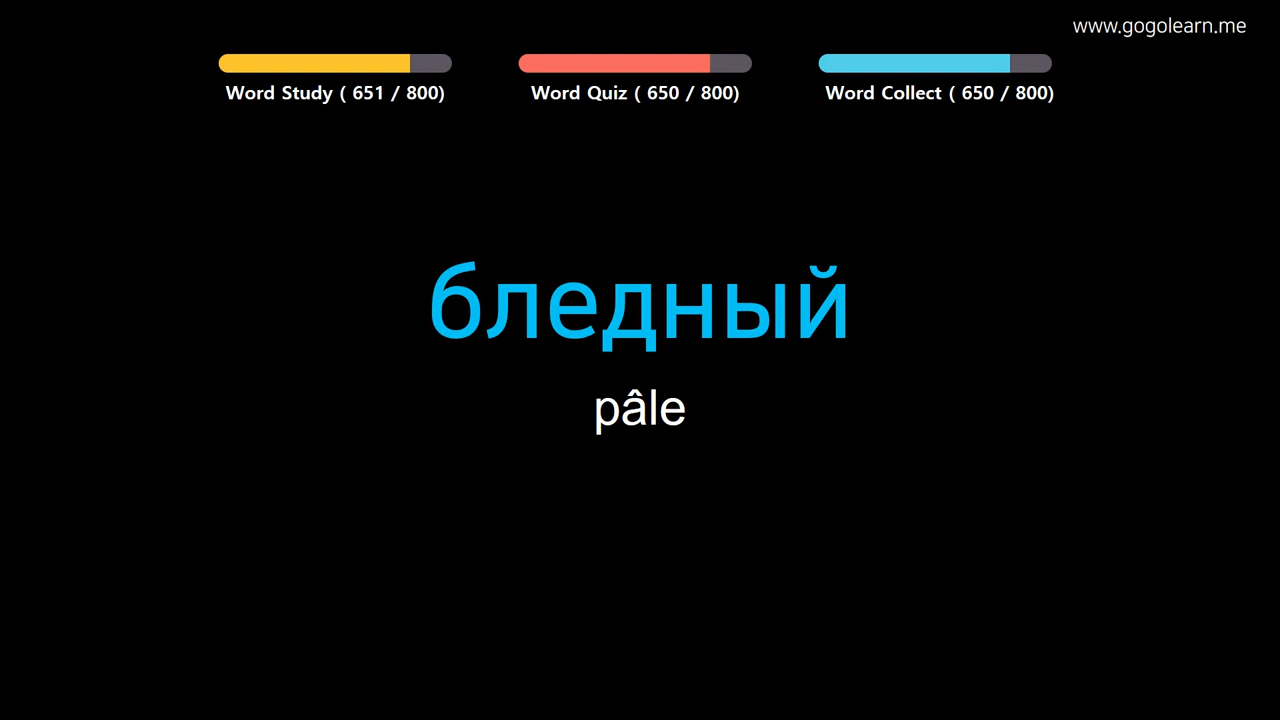 www.gogolearn.me
Word Study ( 651 / 800)
Word Quiz ( 650 / 800)
Word Collect ( 650 / 800)
бледный
pâle